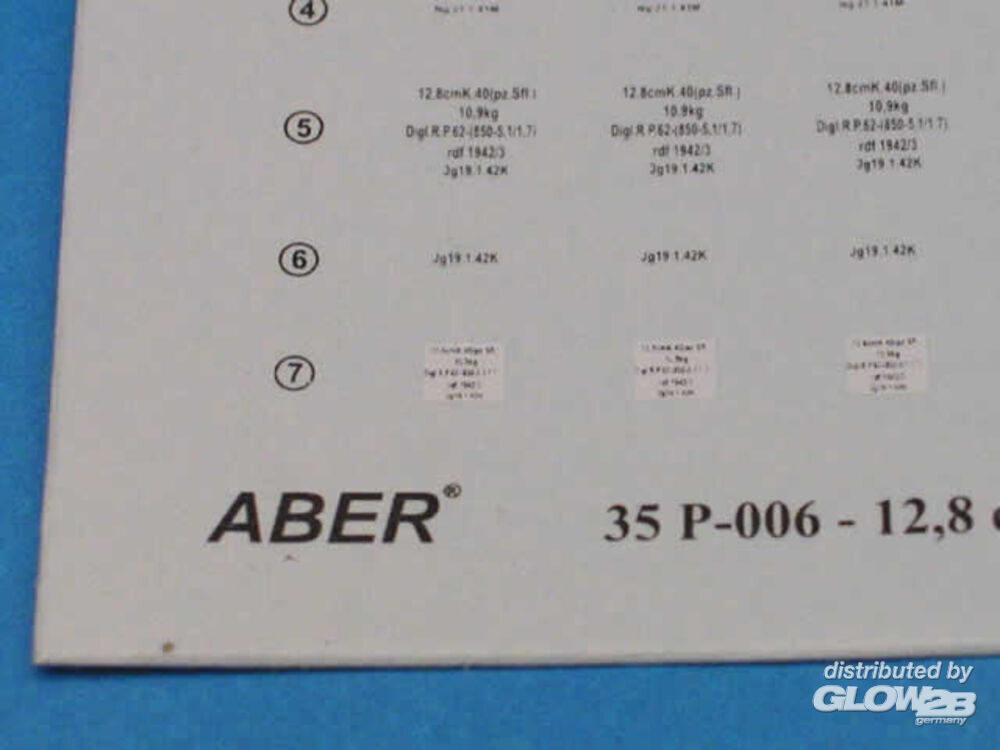 4
5
12.8cmK.40(pz.Sfl.) 12.8cmK.40(pz.Sfl.) 12.8cmK.40(pz.Sfl.)
10,9kg 10,9kg 10,9kg
Digl.R.P.62-(850-5,1/1,7) Digl.R.P.62-(850-5,1/1,7) Digl.R.P.62-(850-5,1/1,7)
rdf 1942/3 rdf 1942/3 rdf 1942/3
Jg19.1.42K Jg19.1.42K Jg19.1.42K
6 Jg19.1.42K Jg19.1.42K Jg19.1.42K
7
ABER® 35 P-006 - 12,8
distributed by
GLOW2B
germany